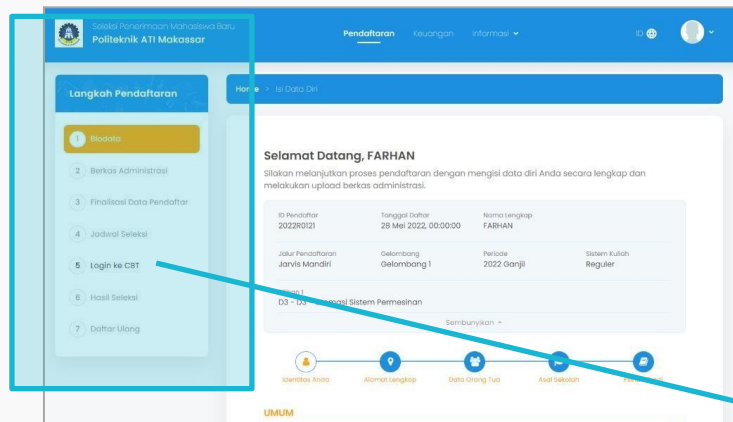 Seleksi Penerimaan Mahasiswa Baru
Politeknik ATI Makassar
Pendaftaran Keuangan Informasi ID
Langkah Pendaftaran
1 Biodata
2 Berkas Administrasi
3 Finalisasi Data Pendaftar
4 Jadwal Seleksi
5 Login ke CBT
6 Hasil Seleksi
7 Daftar Ulang
Home > Isi Data Diri
Selamat Datang, FARHAN
Silakan melanjutkan proses pendaftaran dengan mengisi data diri Anda secara lengkap dan
melakukan upload berkas administrasi.
ID Pendaftar Tanggal Daftar Nama Lengkap
2022R0121 28 Mei 2022, 00:00:00 FARHAN
Jalur Pendaftaran Gelombang Periode Sistem Kuliah
Jarvis Mandiri Gelombang 1 2022 Ganjil Reguler
D3 - D3 - Sistem Permesinan
Sembunyikan
Identitas Anda Alamat Lengkap Data Orang Tua Asal Sekolah
UMUM